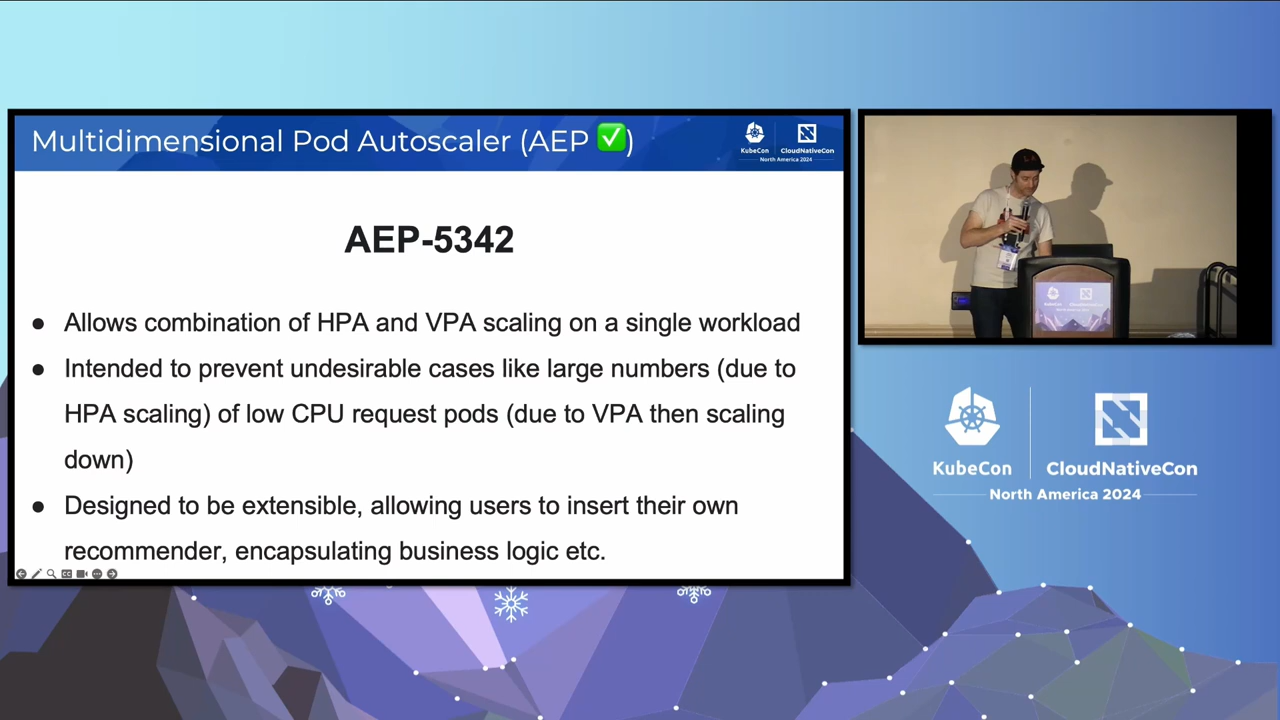 Multidimensional Pod Autoscaler (AEP ✅)
KubeCon
CloudNativeCon
North America 2024
AEP-5342
● Allows combination of HPA and VPA scaling on a single workload
● Intended to prevent undesirable cases like large numbers (due to
HPA scaling) of low CPU request pods (due to VPA then scaling
down)
● Designed to be extensible, allowing users to insert their own
recommender, encapsulating business logic etc.
KubeCon
CloudNativeCon
North America 2024